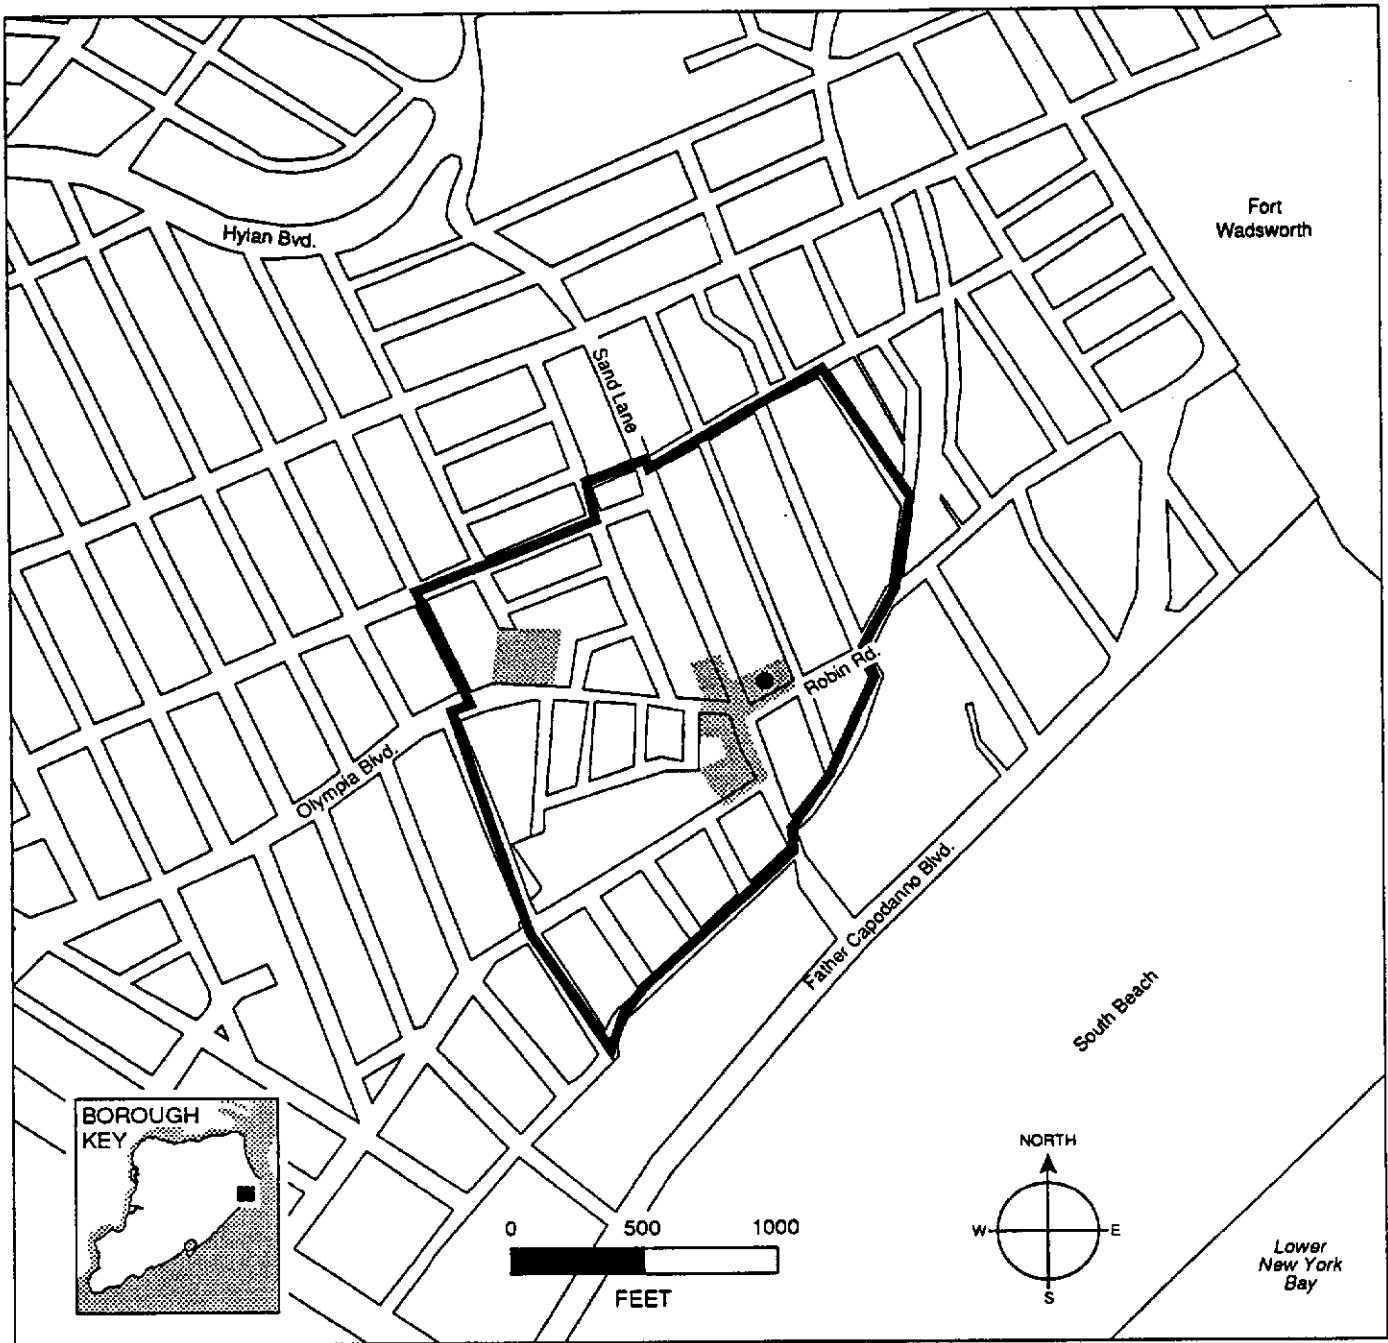 Fort
Wadsworth
Hylan Bvd.
Sand Lane
Robin Rd.
Olympia Blvd.
Father Capodanno Blvd.
South Beach
BOROUGH
KEY
0 500 1000
FEET
NORTH
W E
S
Lower
New York
Bay